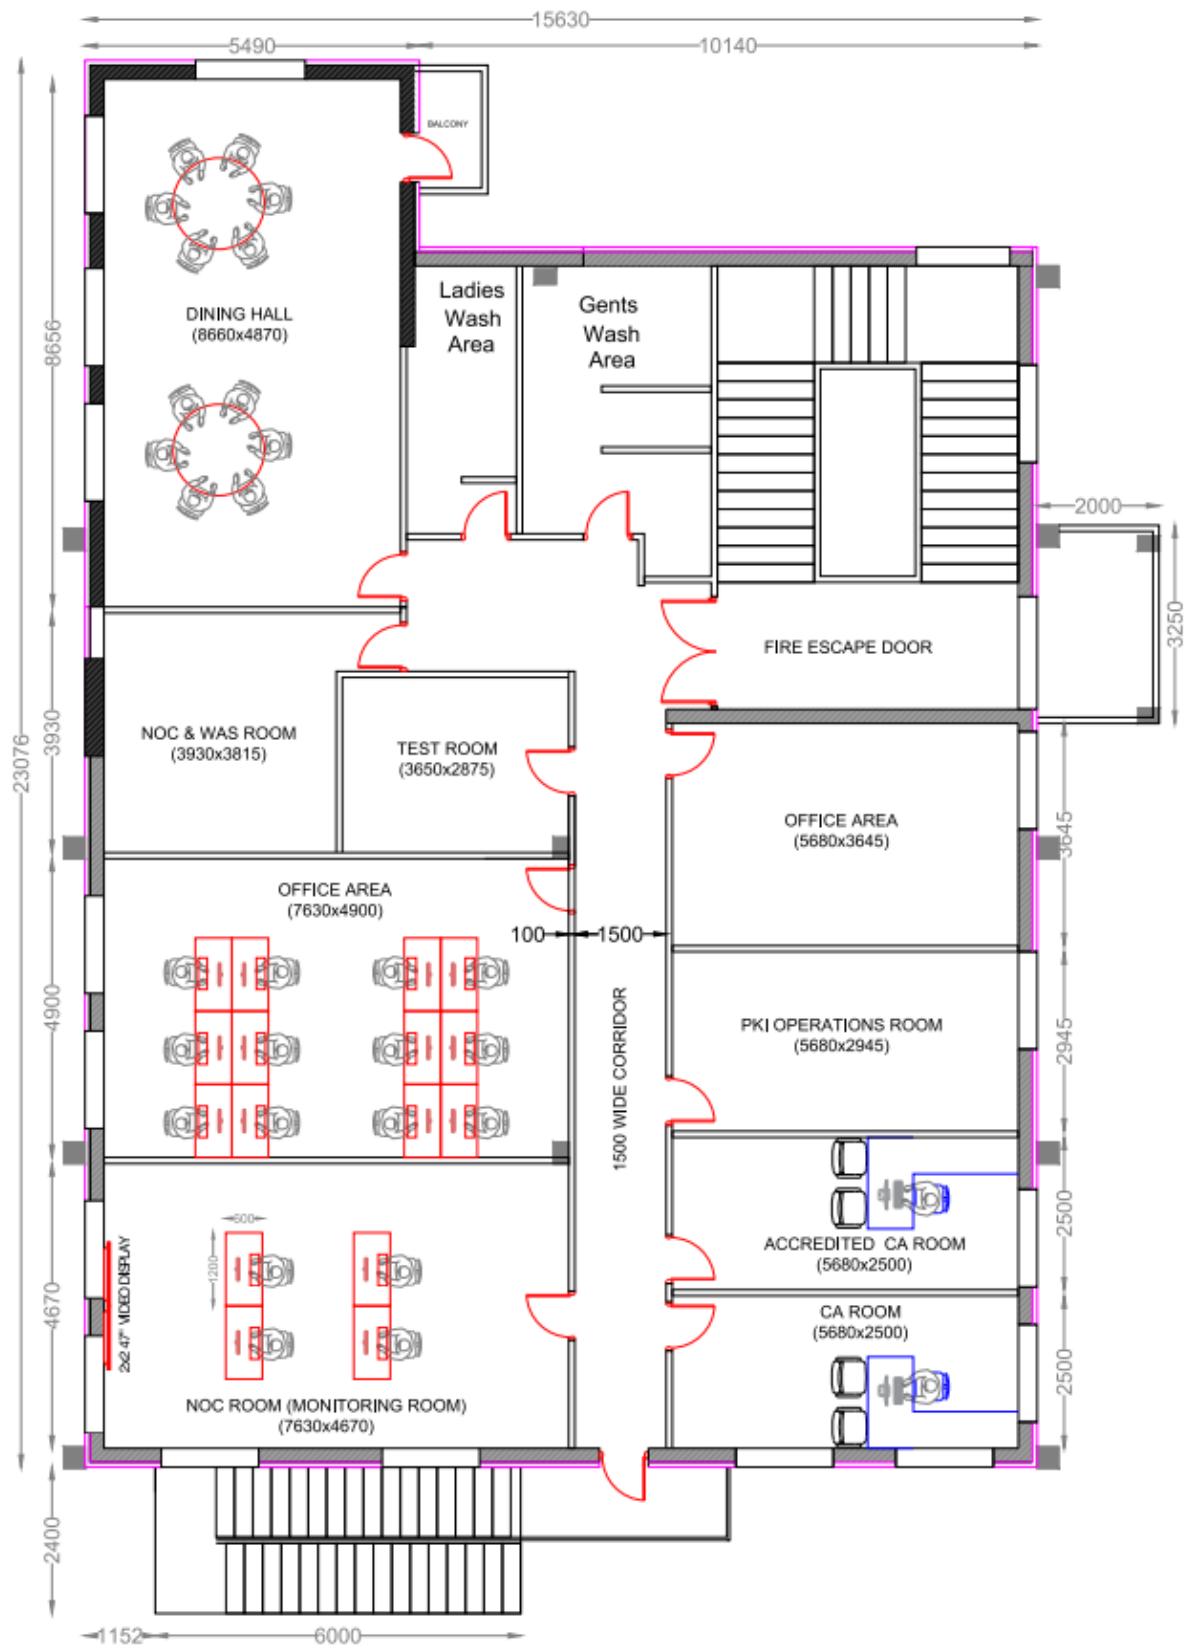 15630
5490
10140
BALCONY
Ladies
Wash
Area
Gents
Wash
Area
DINING HALL
(8660x4870)
8656
2000
3250
FIRE ESCAPE DOOR
23076
3930
NOC & WAS ROOM
(3930x3815)
TEST ROOM
(3650x2875)
OFFICE AREA
(5680x3645)
3645
OFFICE AREA
(7630x4900)
100
1500
4900
1500 WIDE CORRIDOR
PKI OPERATIONS ROOM
(5680x2945)
2945
600
1200
2x2 47" VIDEO DISPLAY
4670
ACCREDITED CA ROOM
(5680x2500)
2500
CA ROOM
(5680x2500)
2500
NOC ROOM (MONITORING ROOM)
(7630x4670)
2400
1152
6000